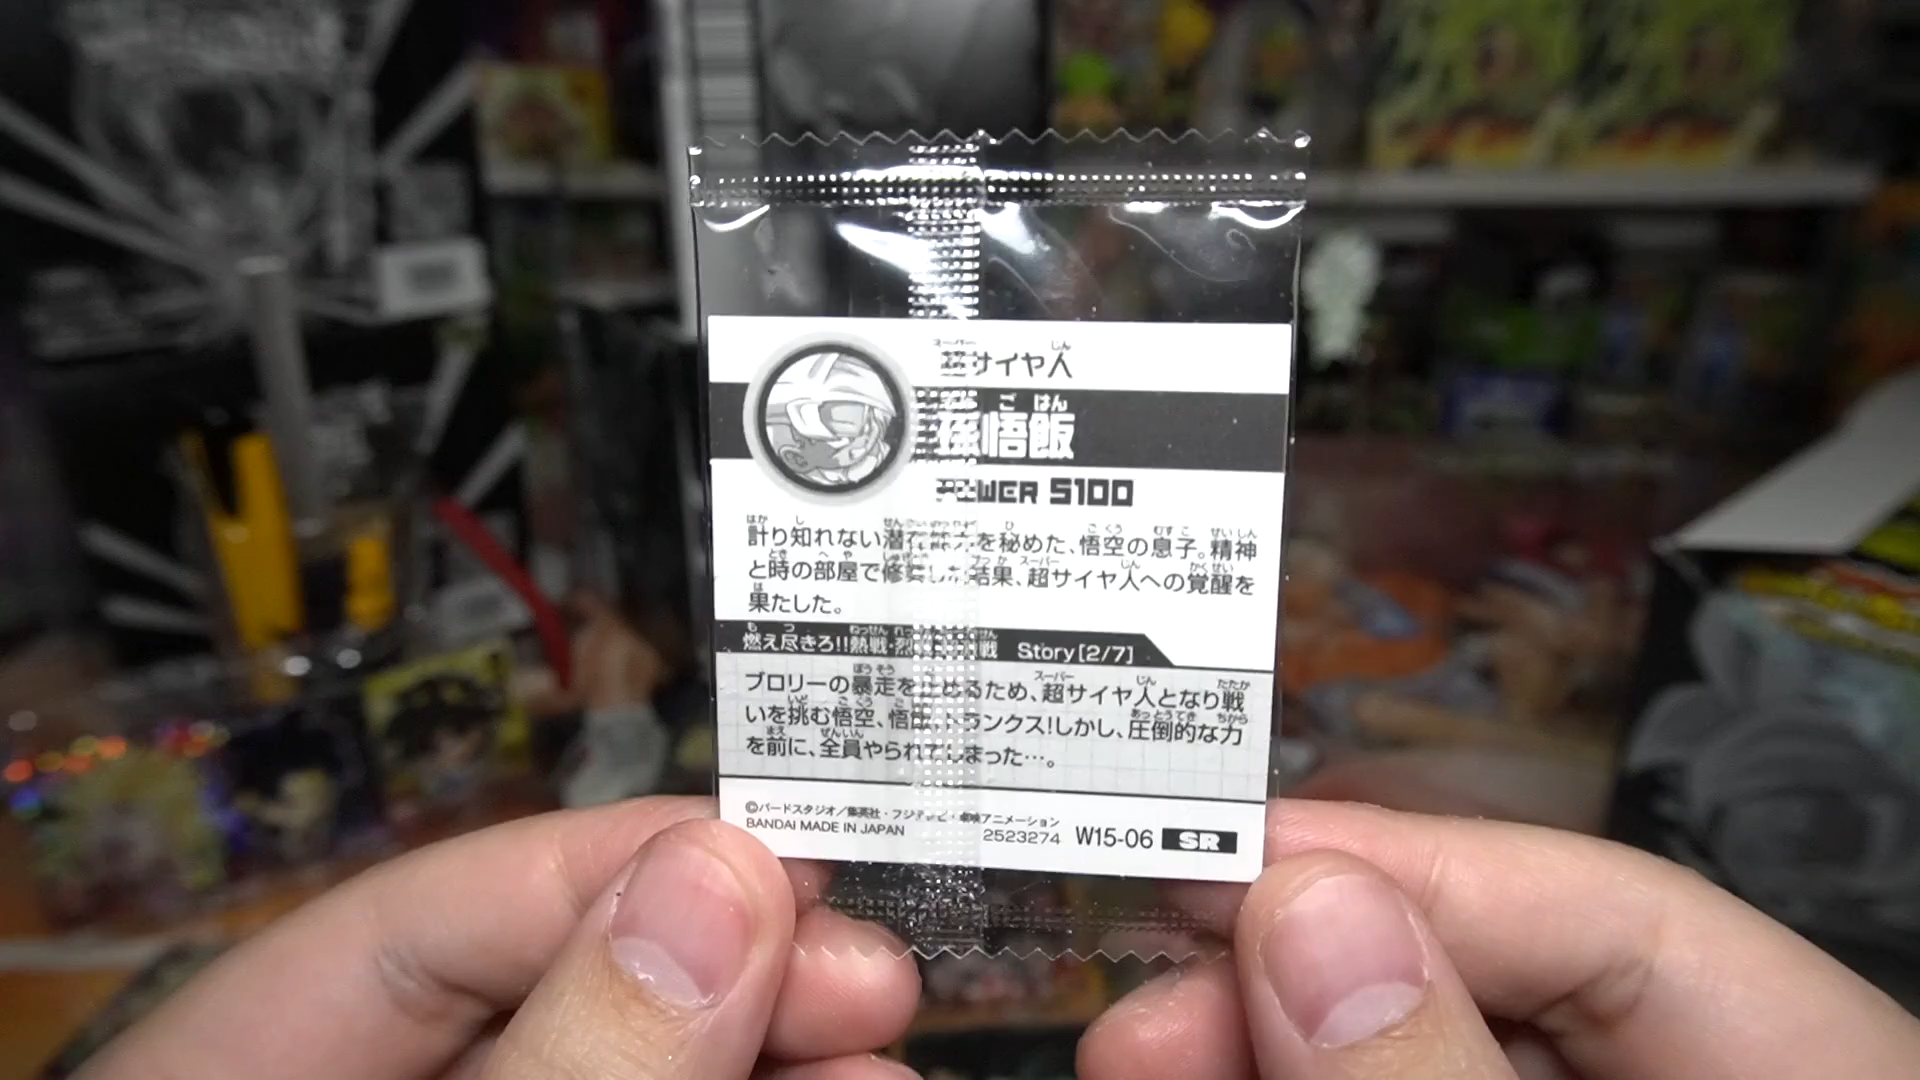 超サイヤ人
孫悟飯
POWER 5100
計り知れない潜在能力を秘めた、悟空の息子。精神
と時の部屋で修業した結果、超サイヤ人への覚醒を
果たした。
燃え尽きろ!!熱戦・烈戦・超激戦 Story[2/7]
ブロリーの暴走を止めるため、超サイヤ人となり戦
いを挑む悟空、悟飯、トランクス!しかし、圧倒的な力
を前に、全員やられてしまった…。
©バードスタジオ/集英社・フジテレビ・東映アニメーション
BANDAI MADE IN JAPAN 2523274 W15-06 SR